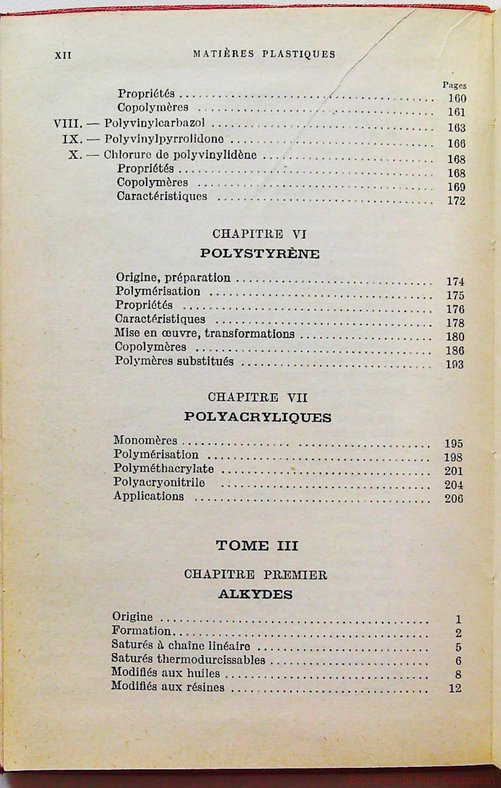 XII MATIÈRES PLASTIQUES
Pages
Propriétés 160
Copolymères 161
VIII. — Polyvinylcarbazol 163
IX. — Polyvinylpyrrolidone 166
X. — Chlorure de polyvinylidène 168
Propriétés 168
Copolymères 169
Caractéristiques 172
CHAPITRE VI
POLYSTYRÈNE
Origine, préparation 174
Polymérisation 175
Propriétés 176
Caractéristiques 178
Mise en œuvre, transformations 180
Copolymères 186
Polymères substitués 193
CHAPITRE VII
POLYACRYLIQUES
Monomères 195
Polymérisation 198
Polyméthacrylate 201
Polyacryonitrile 204
Applications 206
TOME III
CHAPITRE PREMIER
ALKYDES
Origine 1
Formation 2
Saturés à chaîne linéaire 5
Saturés thermodurcissables 6
Modifiés aux huiles 8
Modifiés aux résines 12